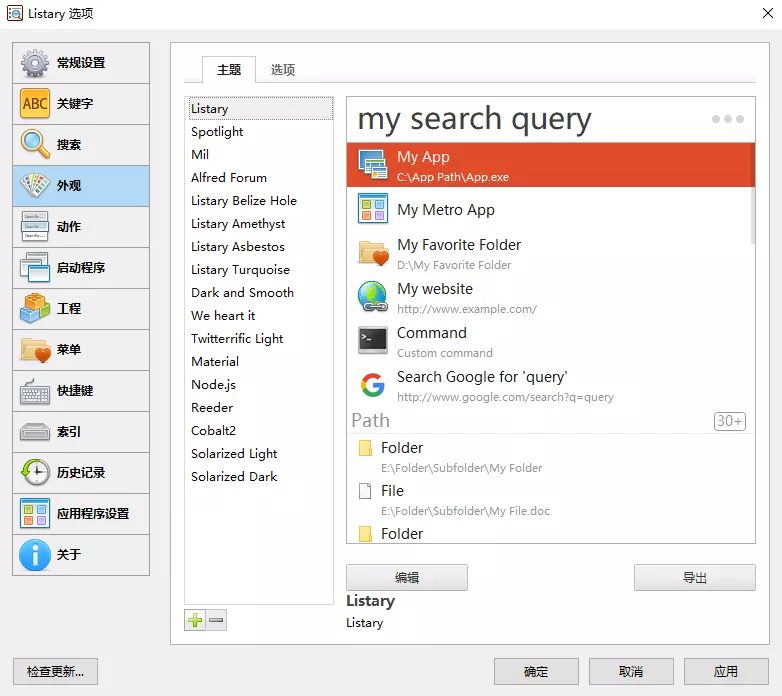 Listary 选项
常规设置
ABC 关键字
搜索
外观
动作
启动程序
工程
菜单
快捷键
索引
历史记录
应用程序设置
关于
主题 选项
Listary
Spotlight
Mil
Alfred Forum
Listary Belize Hole
Listary Amethyst
Listary Asbestos
Listary Turquoise
Dark and Smooth
We heart it
Twitterrific Light
Material
Node.js
Reeder
Cobalt2
Solarized Light
Solarized Dark
my search query
My App
C:\App Path\App.exe
My Metro App
My Favorite Folder
D:\My Favorite Folder
My website
http://www.example.com/
Command
Custom command
Search Google for 'query'
http://www.google.com/search?q=query
Path 30+
Folder
E:\Folder\Subfolder\My Folder
File
E:\Folder\Subfolder\My File.doc
Folder
编辑 导出
Listary
Listary
检查更新... 确定 取消 应用